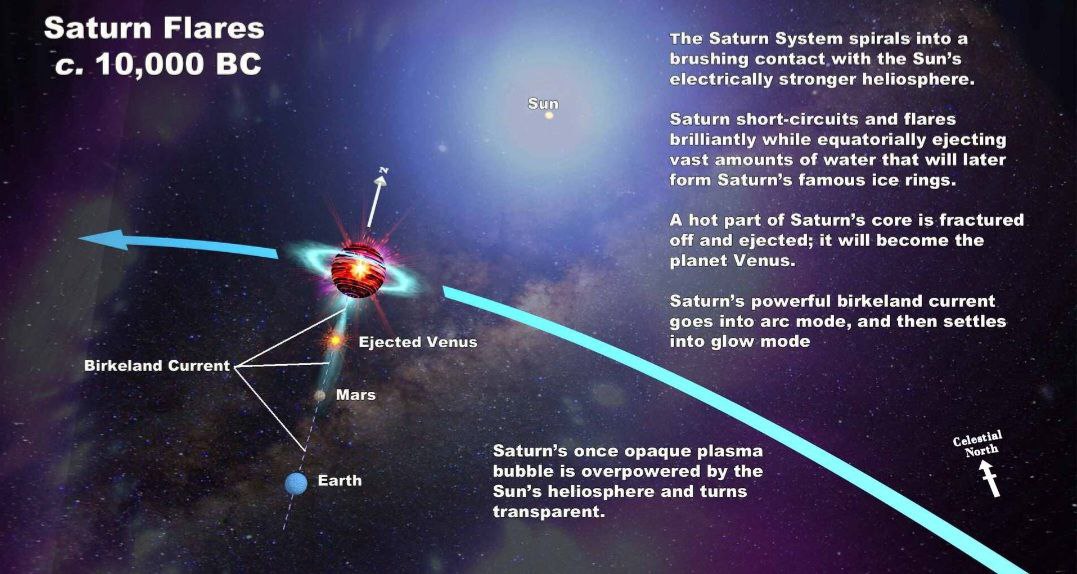 Saturn Flares
c. 10,000 BC
The Saturn System spirals into a
brushing contact with the Sun's
electrically stronger heliosphere.
Saturn short-circuits and flares
brilliantly while equatorially ejecting
vast amounts of water that will later
form Saturn's famous ice rings.
A hot part of Saturn's core is fractured
off and ejected; it will become the
planet Venus.
Saturn's powerful birkeland current
goes into arc mode, and then settles
into glow mode
Sun
N
Ejected Venus
Birkeland Current
Mars
Earth
Saturn's once opaque plasma
bubble is overpowered by the
Sun's heliosphere and turns
transparent.
Celestial
North